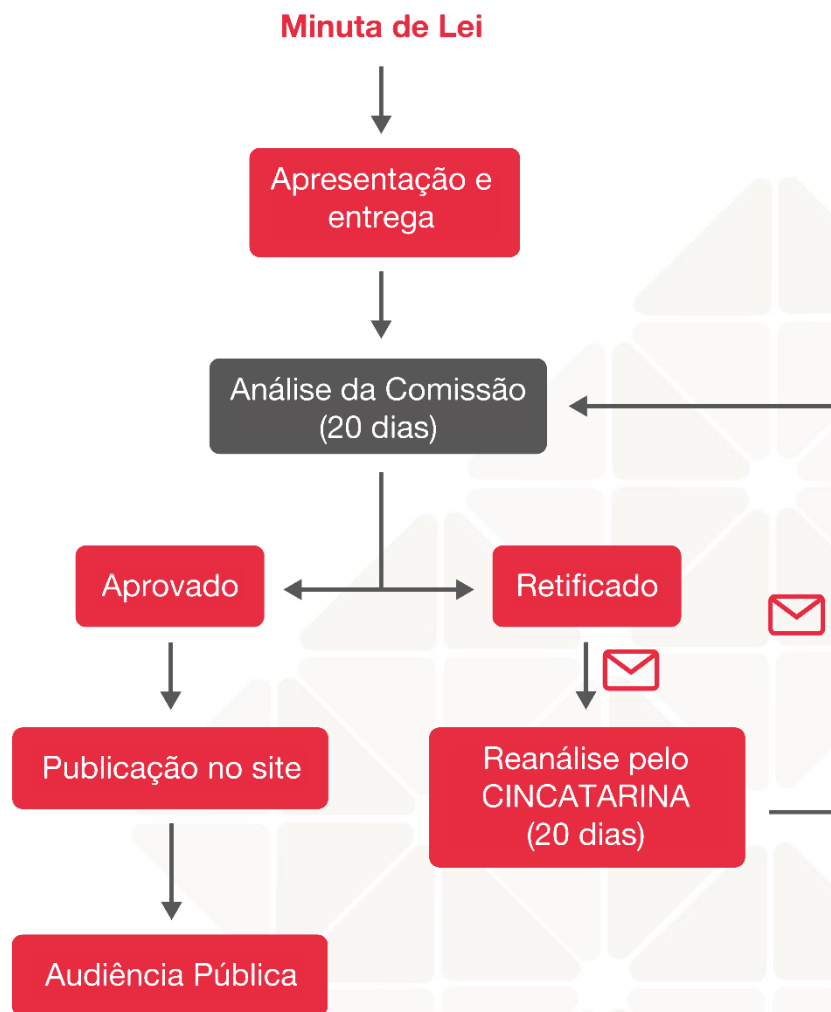 Minuta de Lei
Apresentação e
entrega
Análise da Comissão
(20 dias)
Aprovado
Retificado
Publicação no site
Reanálise pelo
CINCATARINA
(20 dias)
Audiência Pública